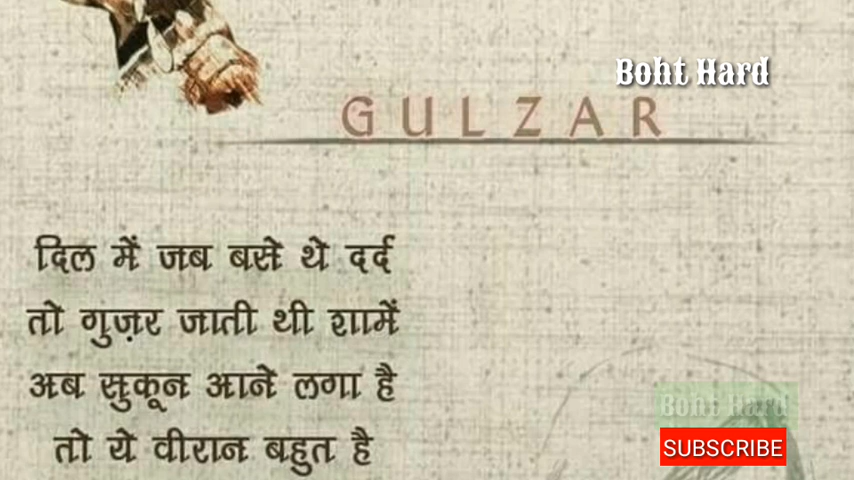 Boht Hard
GULZAR
दिल में जब बसे थे दर्द
तो गुज़र जाती थी शामें
अब सुकून आने लगा है
तो ये वीरान बहुत है
Boht Hard
SUBSCRIBE